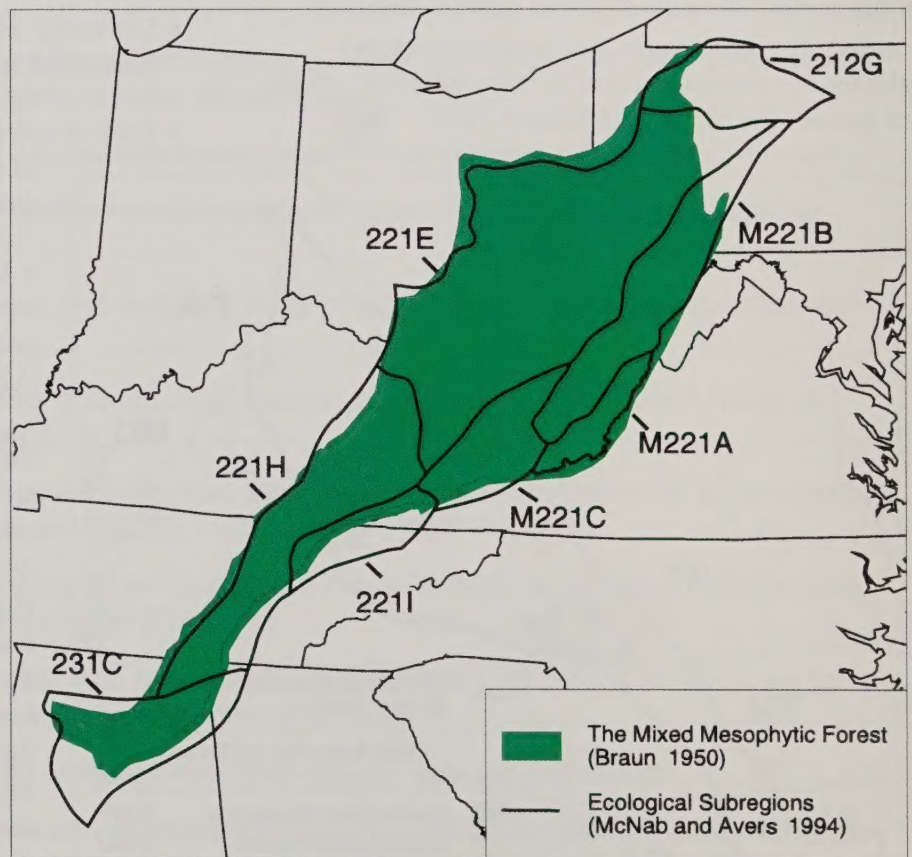 212G
M221B
221E
M221A
221H
M221C
221I
231C
The Mixed Mesophytic Forest
(Braun 1950)
Ecological Subregions
(McNab and Avers 1994)